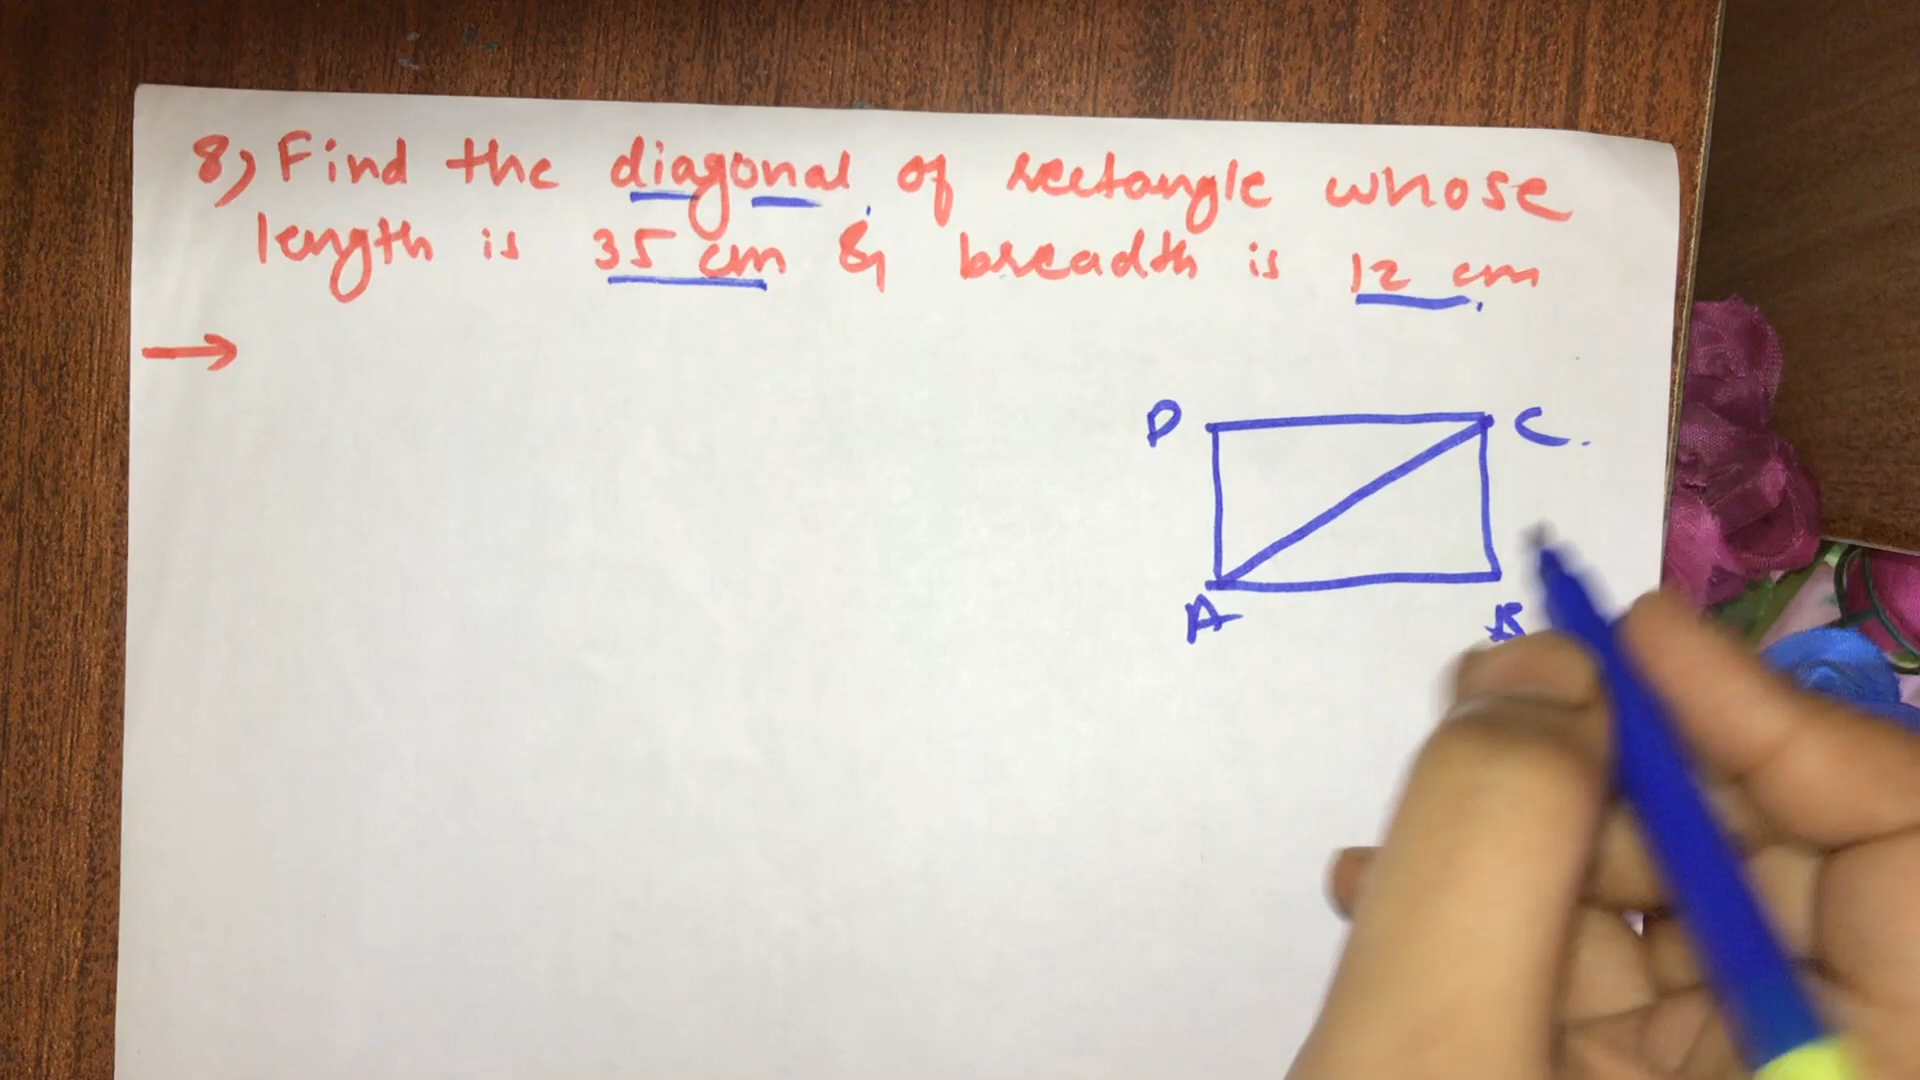 8) Find the diagonal of rectangle whose
length is 35 cm & breadth is 12 cm
→
D C.
A B